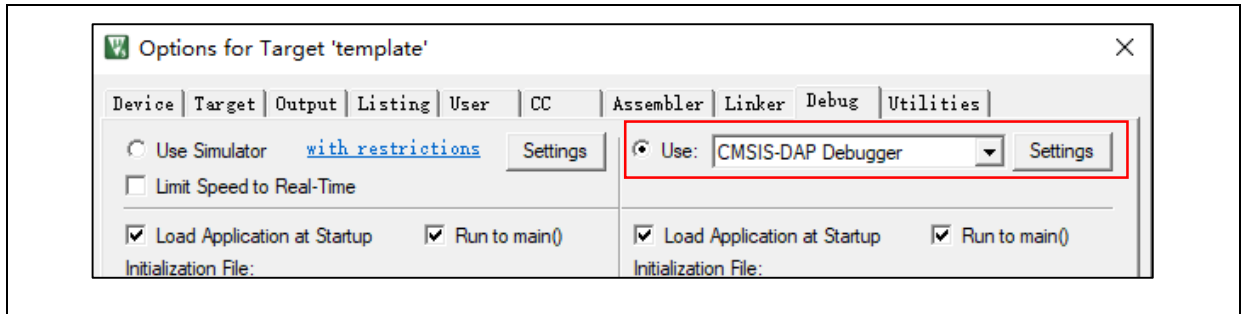 Options for Target 'template'
Device Target Output Listing User CC Assembler Linker Debug Utilities
Use Simulator with restrictions Settings Use: CMSIS-DAP Debugger Settings
Limit Speed to Real-Time
Load Application at Startup Run to main() Load Application at Startup Run to main()
Initialization File: Initialization File: